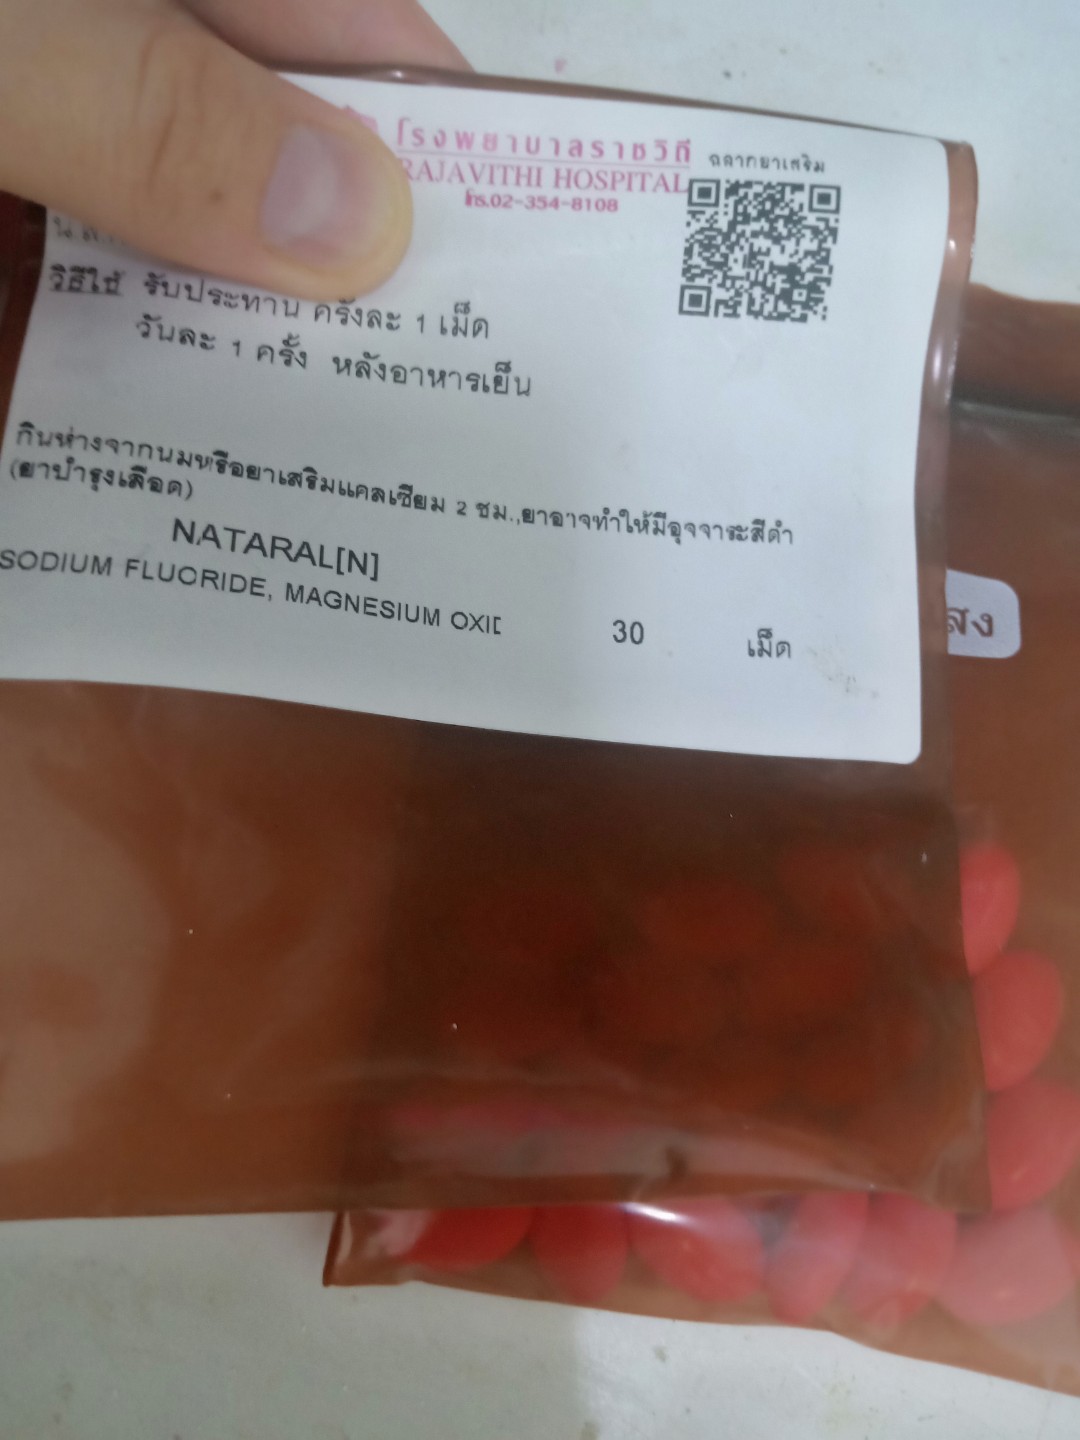 โรงพยาบาลราชวิถี
RAJAVITHI HOSPITAL
โทร.02-354-8108
ฉลากยาเสริม
วิธีใช้ รับประทาน ครั้งละ 1 เม็ด
วันละ 1 ครั้ง หลังอาหารเย็น
กินห่างจากนมหรือยาเสริมแคลเซียม 2 ชม.,ยาอาจทำให้มีอุจจาระสีดำ
(ยาบำรุงเลือด)
NATARAL[N]
SODIUM FLUORIDE, MAGNESIUM OXI
30 เม็ด
สง